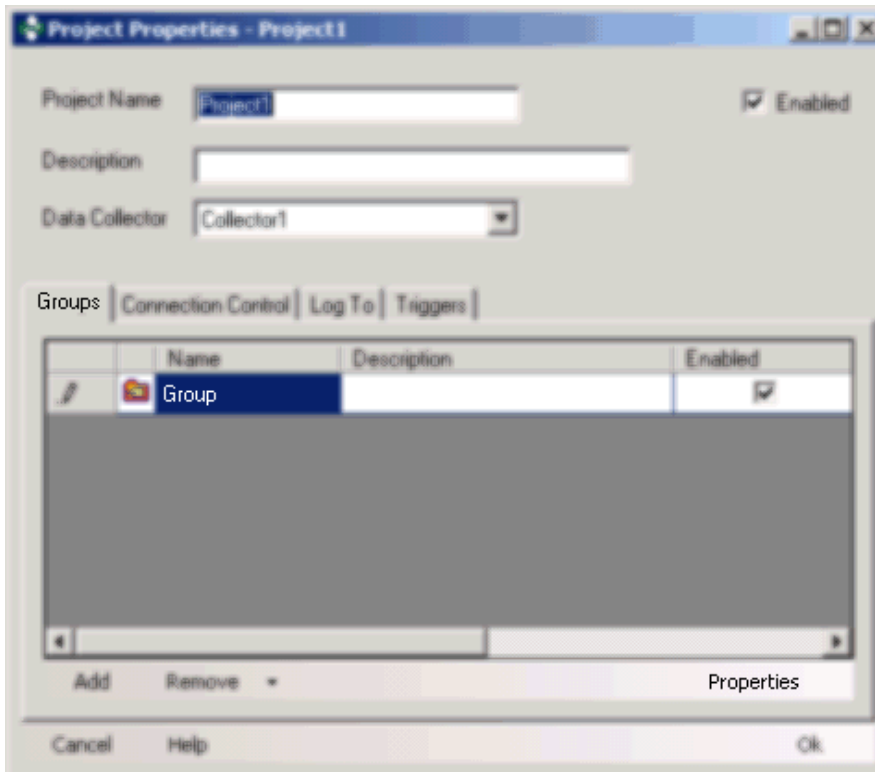 Project Properties - Project1
Project Name Project1 Enabled
Description
Data Collector Collector1
Groups Connection Control Log To Triggers
Name Description Enabled
Group
Add Remove Properties
Cancel Help Ok